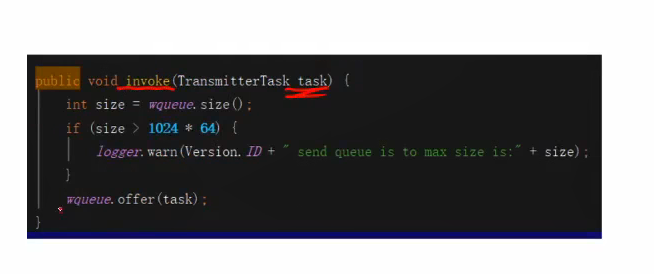 public void invoke(TransmitterTask task) {
int size = wqueue.size();
if (size > 1024 * 64) {
logger.warn(Version.ID + " send queue is to max size is:" + size);
}
wqueue.offer(task);
}